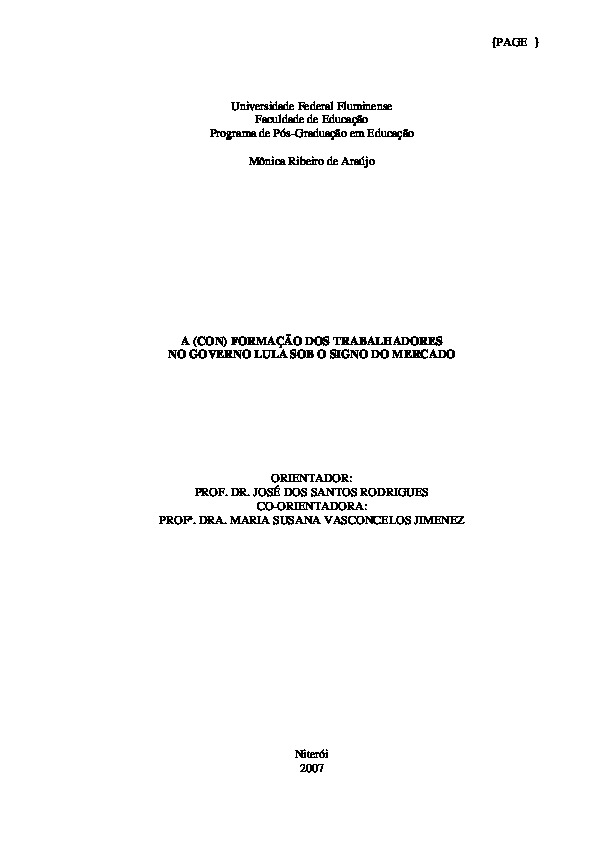 {PAGE  }
Universidade Federal Fluminense
Faculdade de Educação
Programa de Pós-Graduação em Educação
Mônica Ribeiro de Araújo
A (CON) FORMAÇÃO DOS TRABALHADORES
NO GOVERNO LULA SOB O SIGNO DO MERCADO
ORIENTADOR:
PROF. DR. JOSÉ DOS SANTOS RODRIGUES
CO-ORIENTADORA:
PROFª. DRA. MARIA SUSANA VASCONCELOS JIMENEZ
Niterói
2007